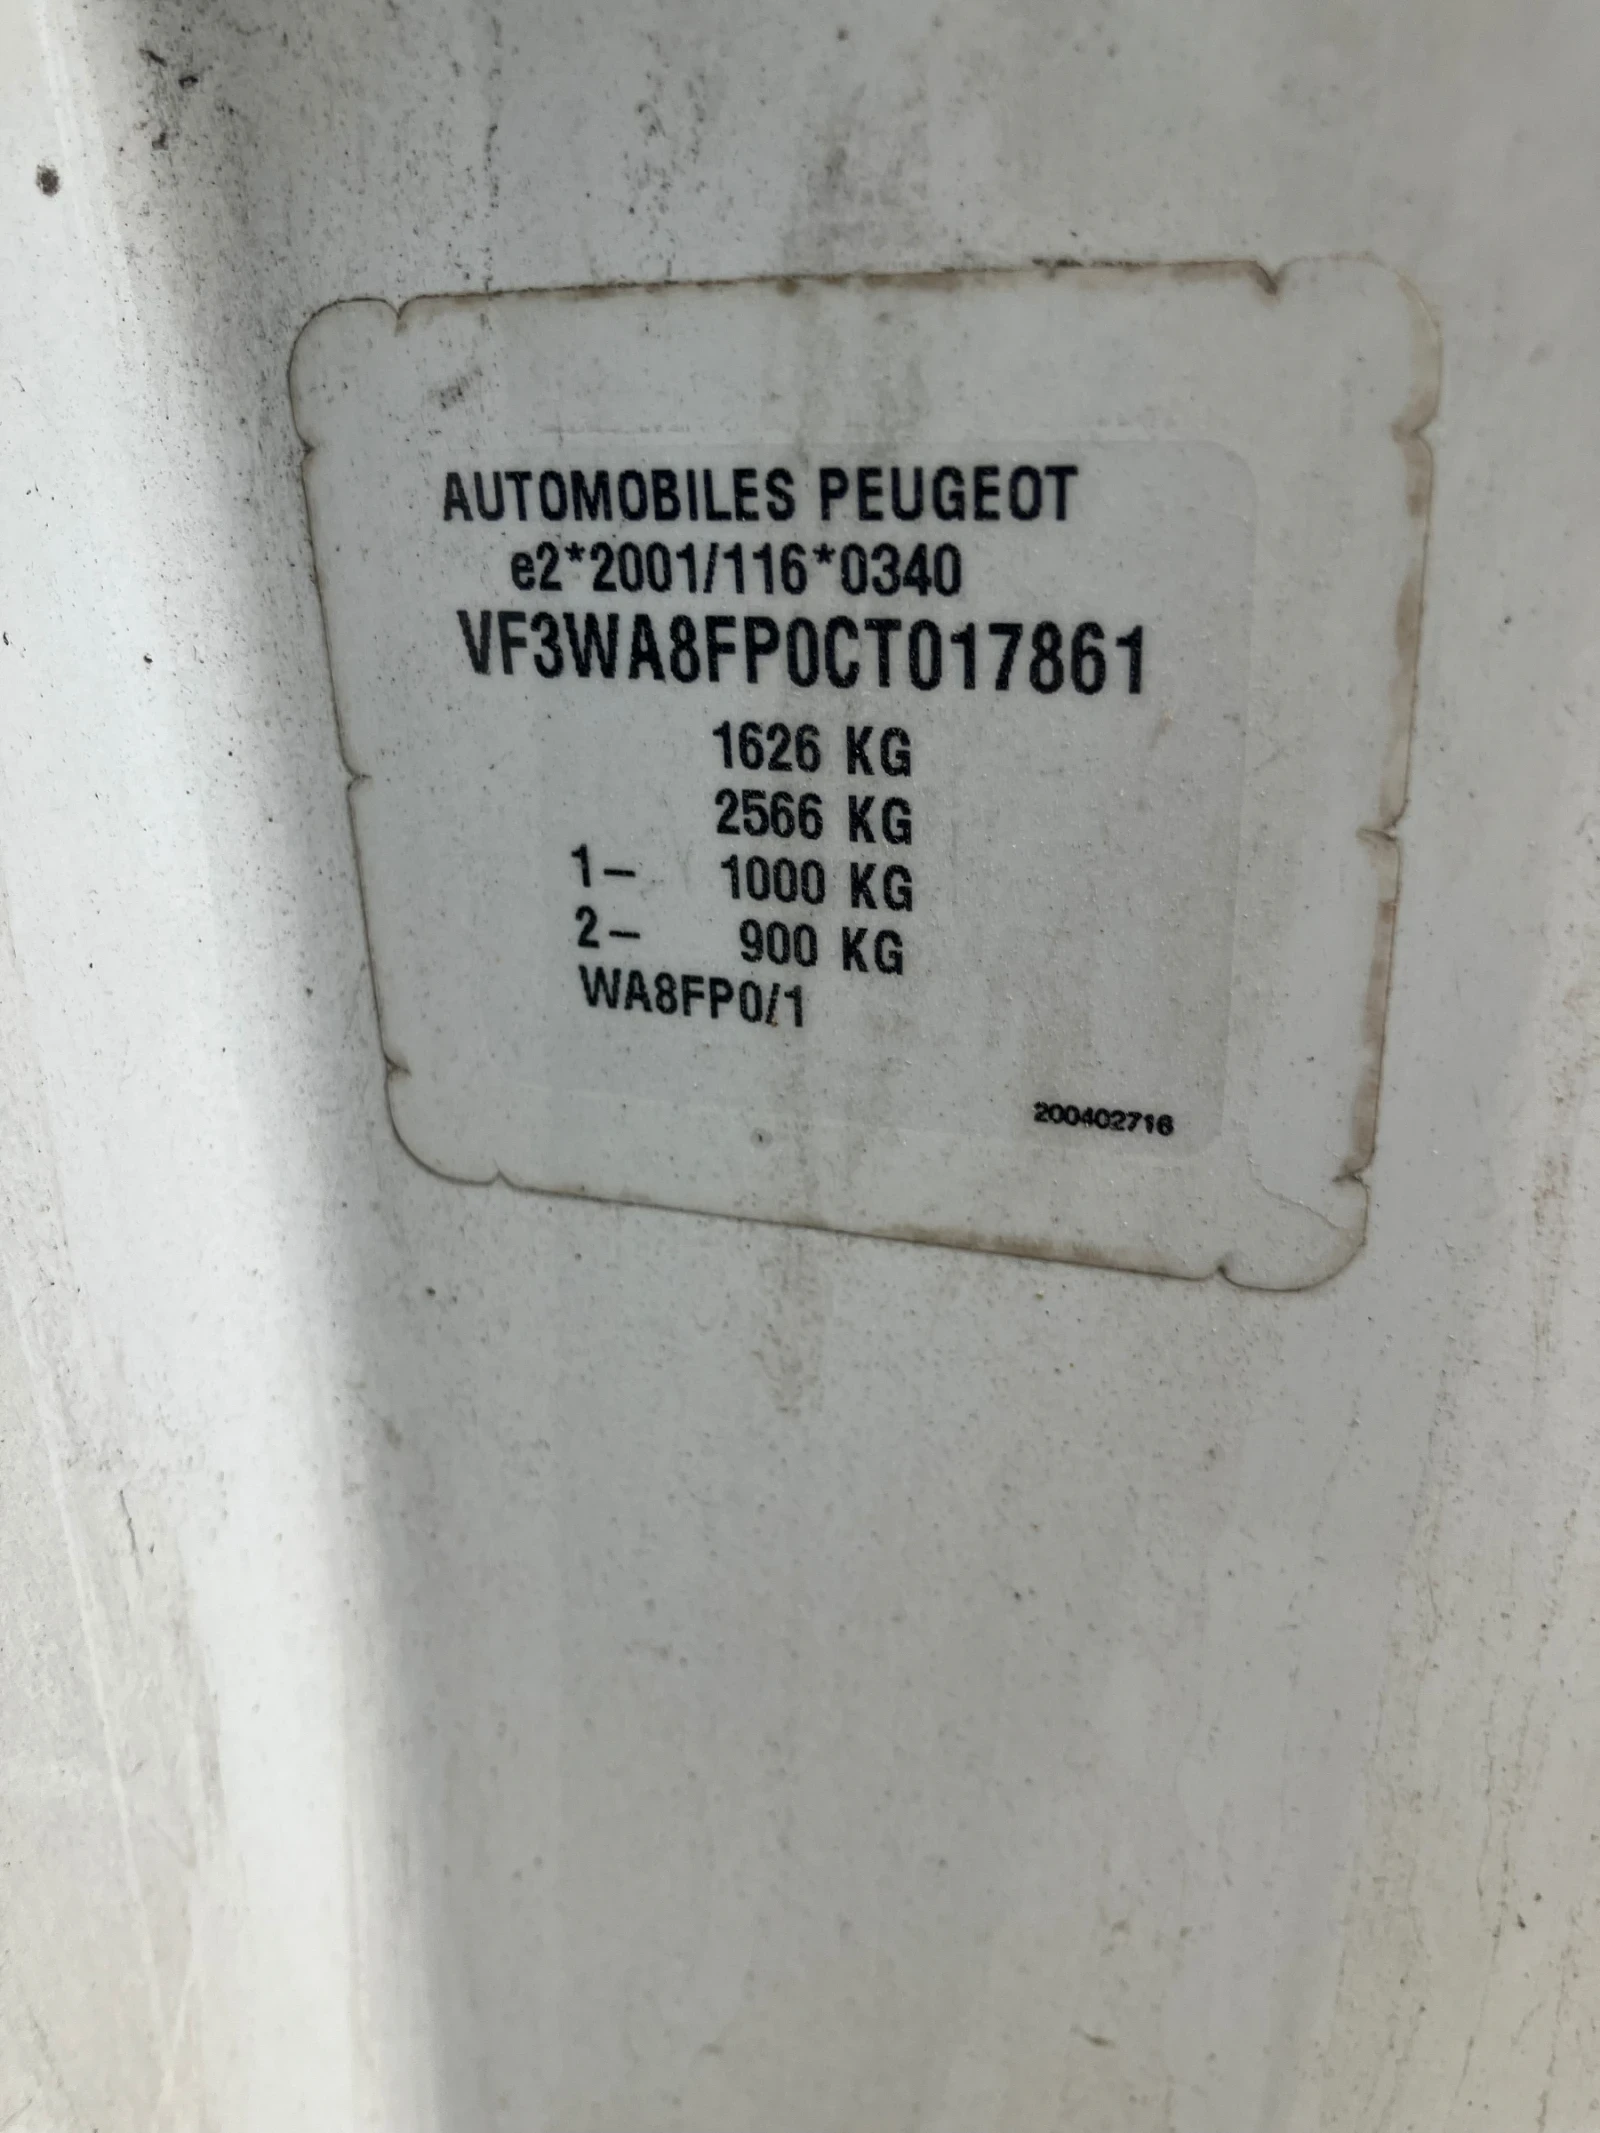 AUTOMOBILES PEUGEOT
e2*2001/116*0340
VF3WA8FP0CT017861
1626 KG
2566 KG
1- 1000 KG
2- 900 KG
WA8FP0/1
200402716